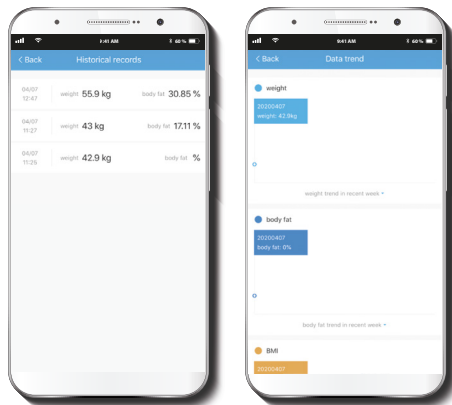 9:41 AM
60%
< Back
Historical records
04/07
12:47
weight 55.9 kg
body fat 30.85 %
04/07
11:27
weight 43 kg
body fat 17.11 %
04/07
11:26
weight 42.9 kg
body fat %
9:41 AM
60%
< Back
Data trend
weight
20200407
weight: 42.9kg
weight trend in recent week
body fat
20200407
body fat: 0%
body fat trend in recent week
BMI
20200407